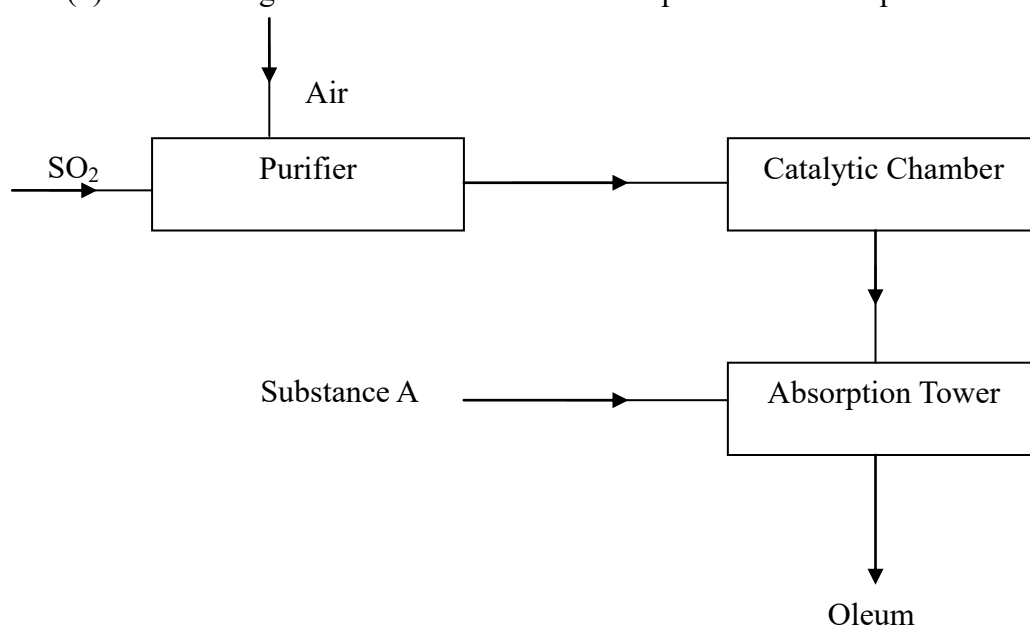 Air
SO₂
Purifier
Catalytic Chamber
Substance A
Absorption Tower
Oleum